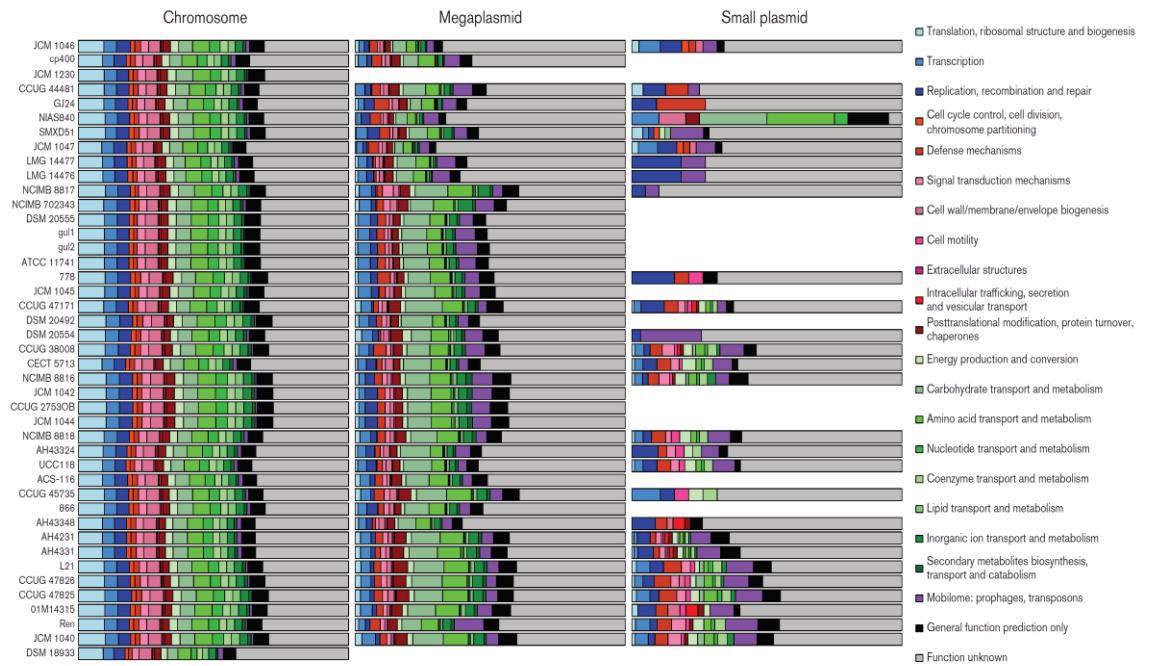 Chromosome
Megaplasmid
Small plasmid
JCM 1046
cp400
JCM 1230
CCUG 44481
GJ24
NIAS840
SMXD51
JCM 1047
LMG 14477
LMG 14476
NCIMB 8817
NCIMB 702343
DSM 20555
gul1
gul2
ATCC 11741
778
JCM 1045
CCUG 47171
DSM 20492
DSM 20554
CCUG 38008
CECT 5713
NCIMB 8816
JCM 1042
CCUG 2753OB
JCM 1044
NCIMB 8818
AH43324
UCC118
ACS-116
CCUG 45735
866
AH43348
AH4231
AH4331
L21
CCUG 47826
CCUG 47825
01M14315
Ren
JCM 1040
DSM 18933
Translation, ribosomal structure and biogenesis
Transcription
Replication, recombination and repair
Cell cycle control, cell division,
chromosome partitioning
Defense mechanisms
Signal transduction mechanisms
Cell wall/membrane/envelope biogenesis
Cell motility
Extracellular structures
Intracellular trafficking, secretion
and vesicular transport
Posttranslational modification, protein turnover,
chaperones
Energy production and conversion
Carbohydrate transport and metabolism
Amino acid transport and metabolism
Nucleotide transport and metabolism
Coenzyme transport and metabolism
Lipid transport and metabolism
Inorganic ion transport and metabolism
Secondary metabolites biosynthesis,
transport and catabolism
Mobilome: prophages, transposons
General function prediction only
Function unknown